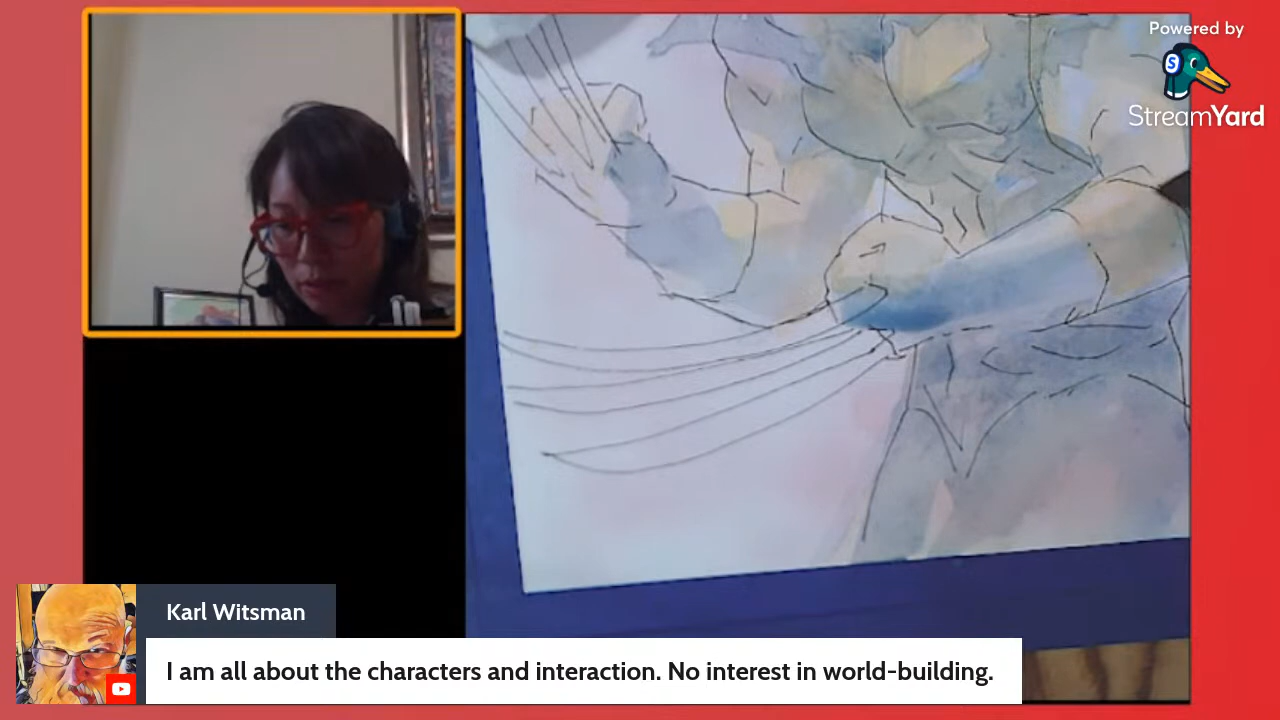 Powered by
StreamYard
Karl Witsman
I am all about the characters and interaction. No interest in world-building.